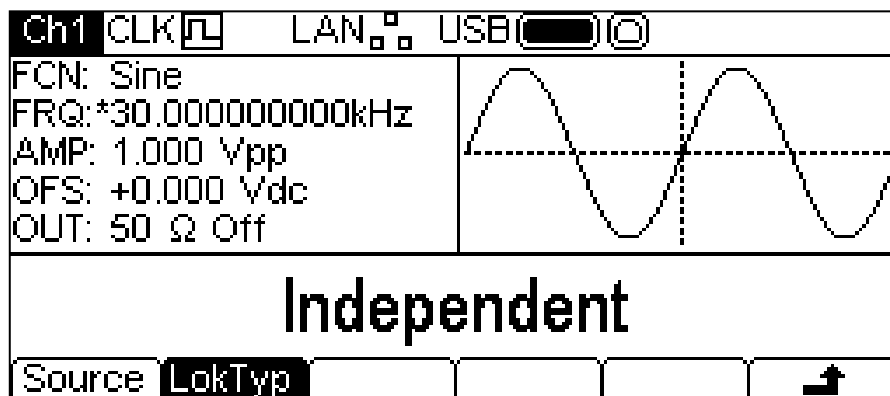 Ch1 CLK LAN USB
FCN: Sine
FRQ:*30.000000000kHz
AMP: 1.000 Vpp
OFS: +0.000 Vdc
OUT: 50 Ω Off
Independent
Source LokTyp